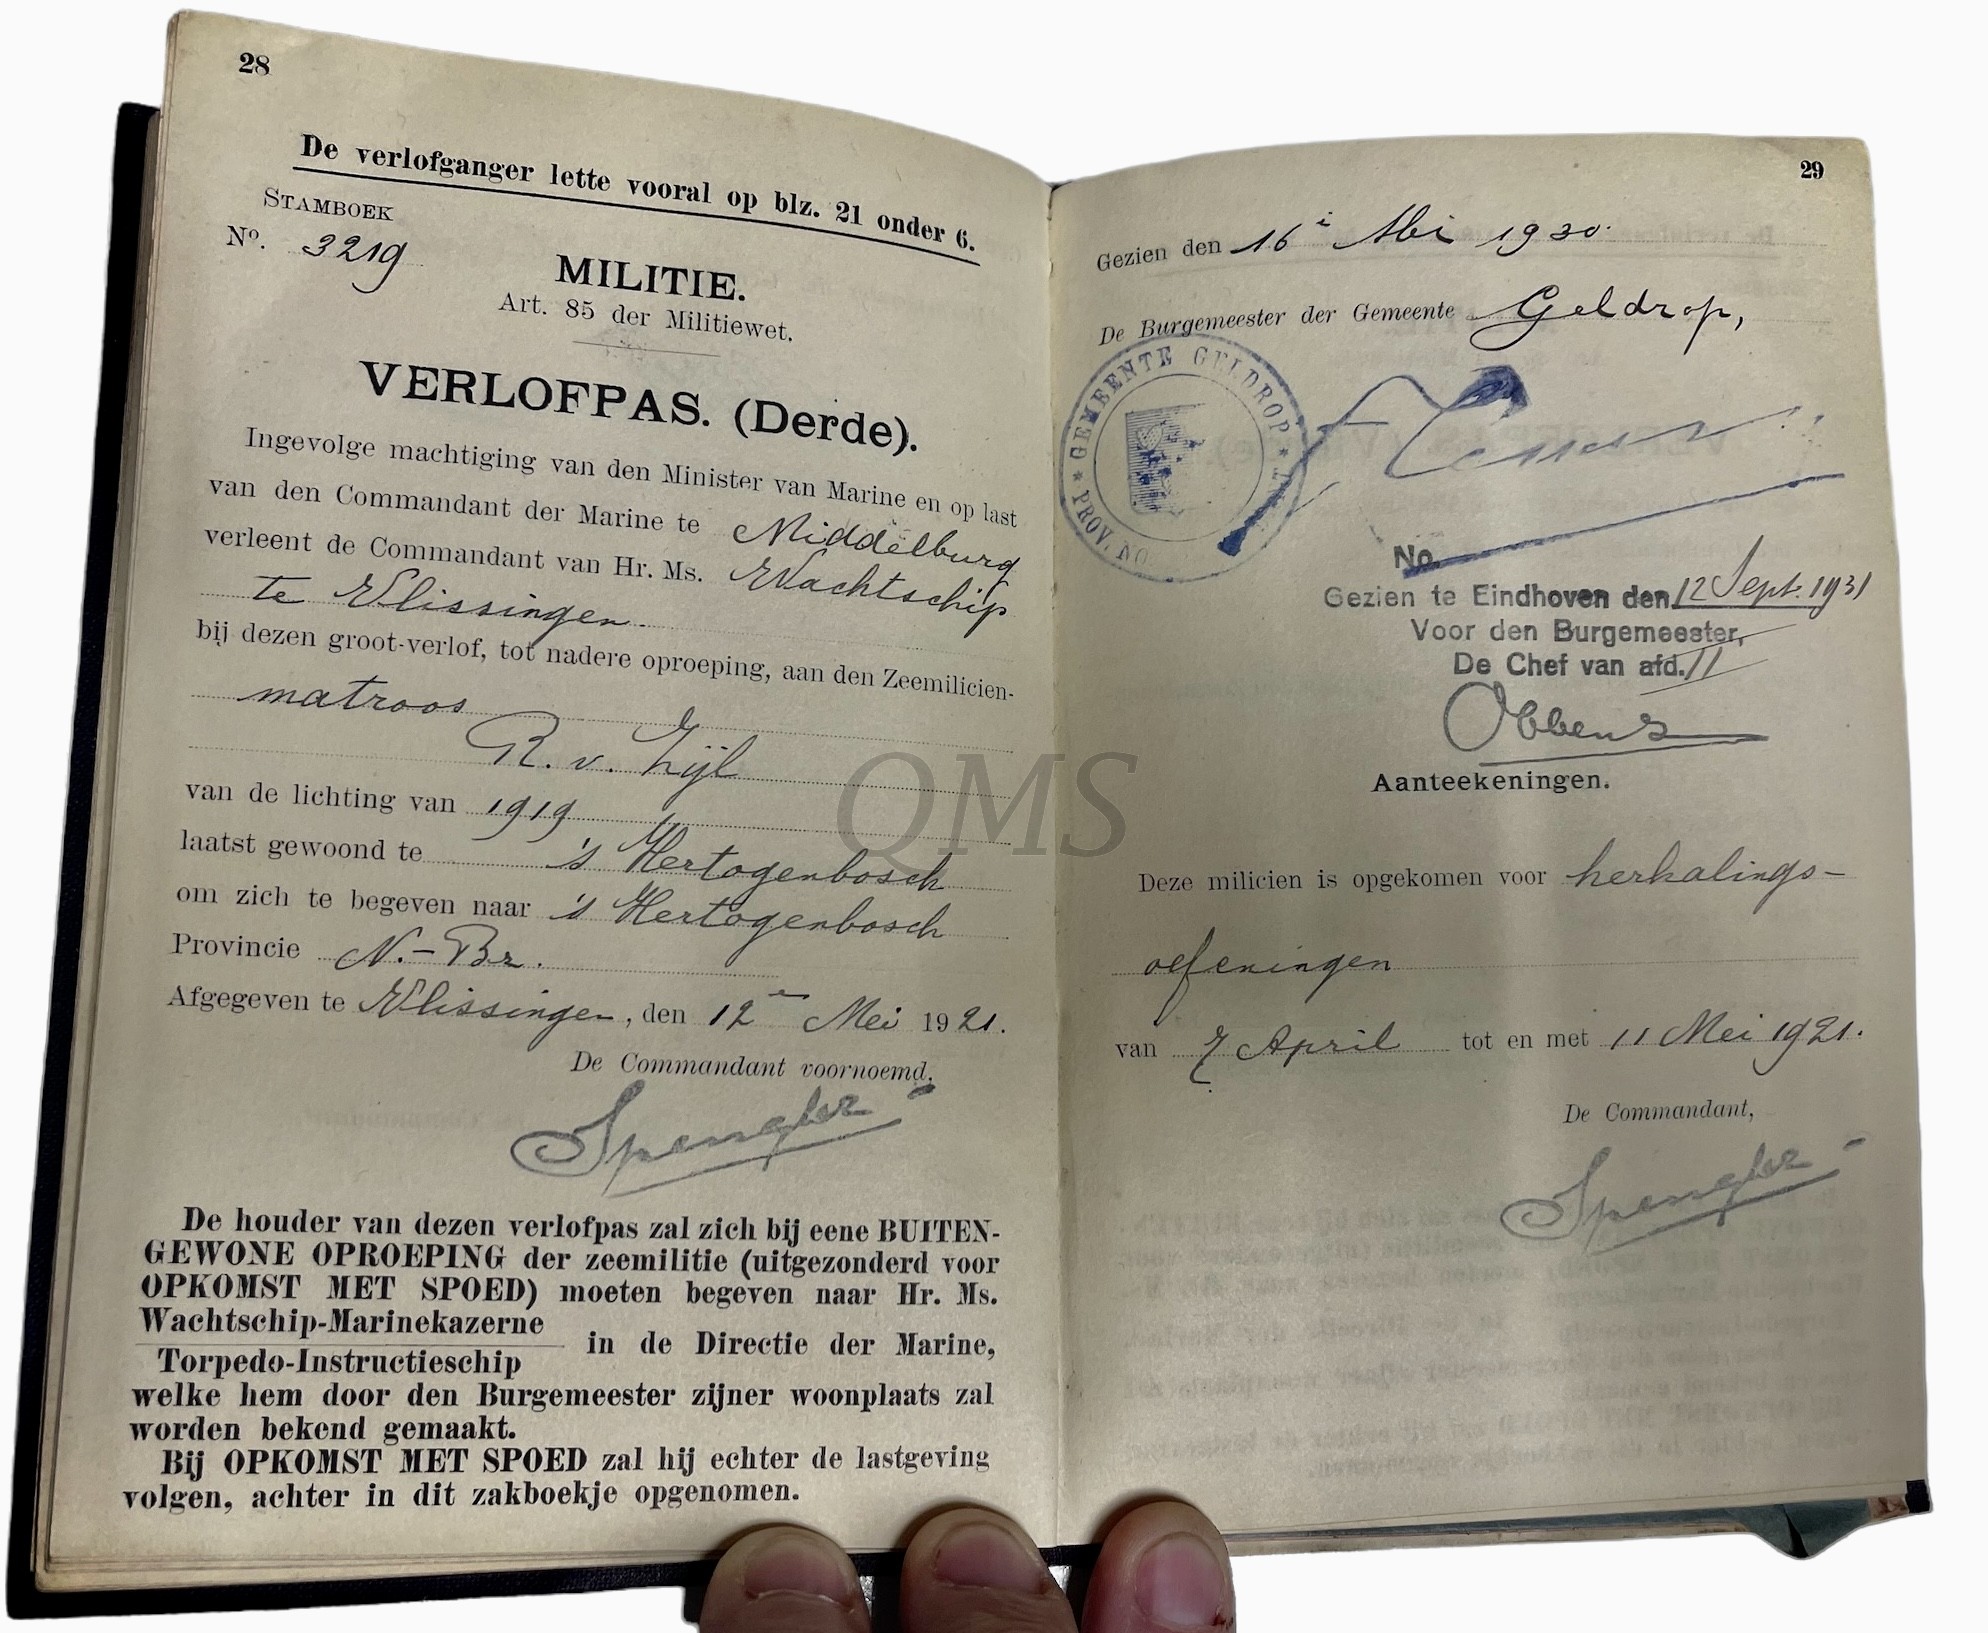 28
De verlofganger lette vooral op blz. 21 onder 6.
STAMBOEK
No. 3219
MILITIE.
Art. 85 der Militiewet.
VERLOFPAS. (Derde).
Ingevolge machtiging van den Minister van Marine en op last
van den Commandant der Marine te Middelburg
verleent de Commandant van Hr. Ms. Wachtschip
te Vlissingen.
bij dezen groot-verlof, tot nadere oproeping, aan den Zeemilicien-
matroos
R. v. Zijl
van de lichting van 1919
laatst gewoond te 's Hertogenbosch
om zich te begeven naar 's Hertogenbosch
Provincie N.-Br.
Afgegeven te Vlissingen, den 12e Mei 1921.
De Commandant voornoemd,
Spengler
De houder van dezen verlofpas zal zich bij eene BUITEN-
GEWONE OPROEPING der zeemilitie (uitgezonderd voor
OPKOMST MET SPOED) moeten begeven naar Hr. Ms.
Wachtschip-Marinekazerne
Torpedo-Instructieschip
in de Directie der Marine,
welke hem door den Burgemeester zijner woonplaats zal
worden bekend gemaakt.
Bij OPKOMST MET SPOED zal hij echter de lastgeving
volgen, achter in dit zakboekje opgenomen.
29
Gezien den 16 Mei 1930.
De Burgemeester der Gemeente Geldrop,
GEMEENTE GELDROP
PROV. NO
No.
Gezien te Eindhoven den 12 Sept. 1931
Voor den Burgemeester,
De Chef van afd. II
Obbens
Aanteekeningen.
Deze milicien is opgekomen voor herhalings-
oefeningen
van 7 April tot en met 11 Mei 1921.
De Commandant,
Spengler
QMS